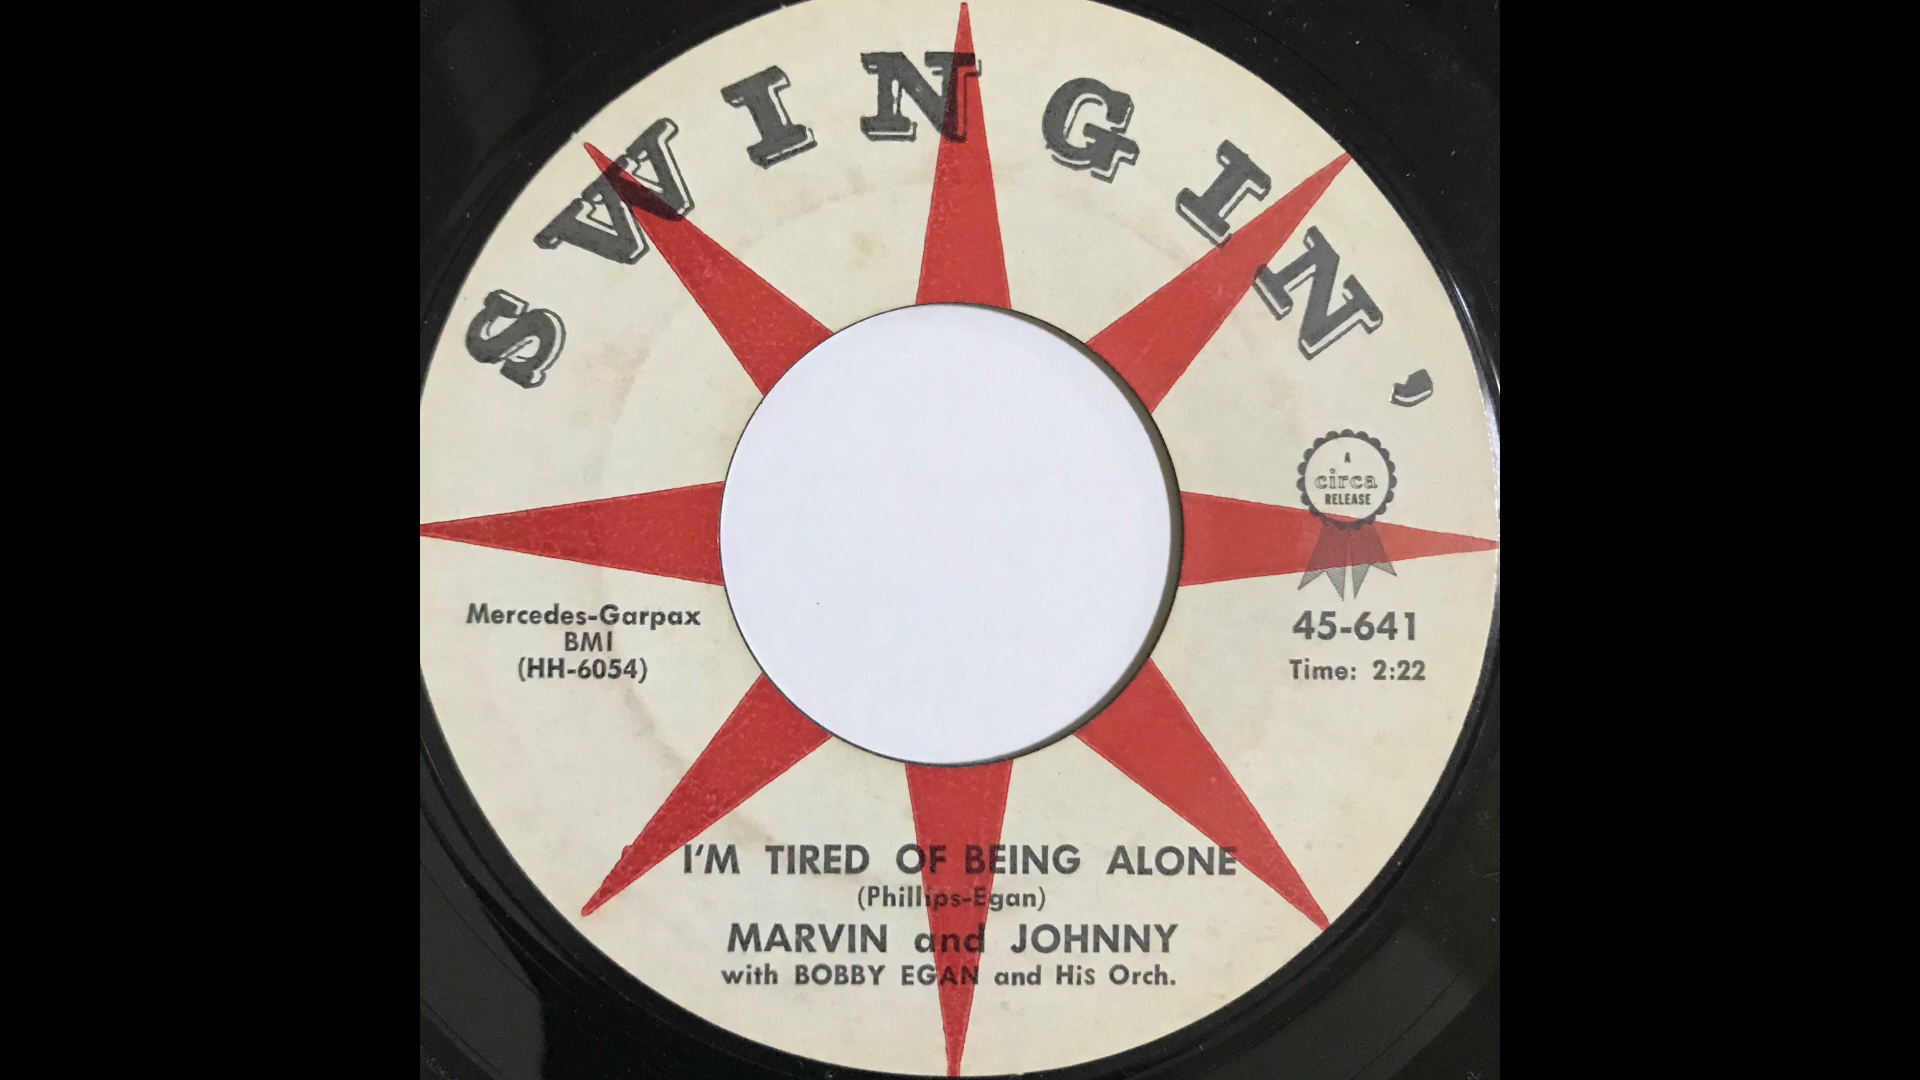 SWINGIN'
A
circa
RELEASE
Mercedes-Garpax
BMI
(HH-6054)
45-641
Time: 2:22
I'M TIRED OF BEING ALONE
(Phillips-Egan)
MARVIN and JOHNNY
with BOBBY EGAN and His Orch.